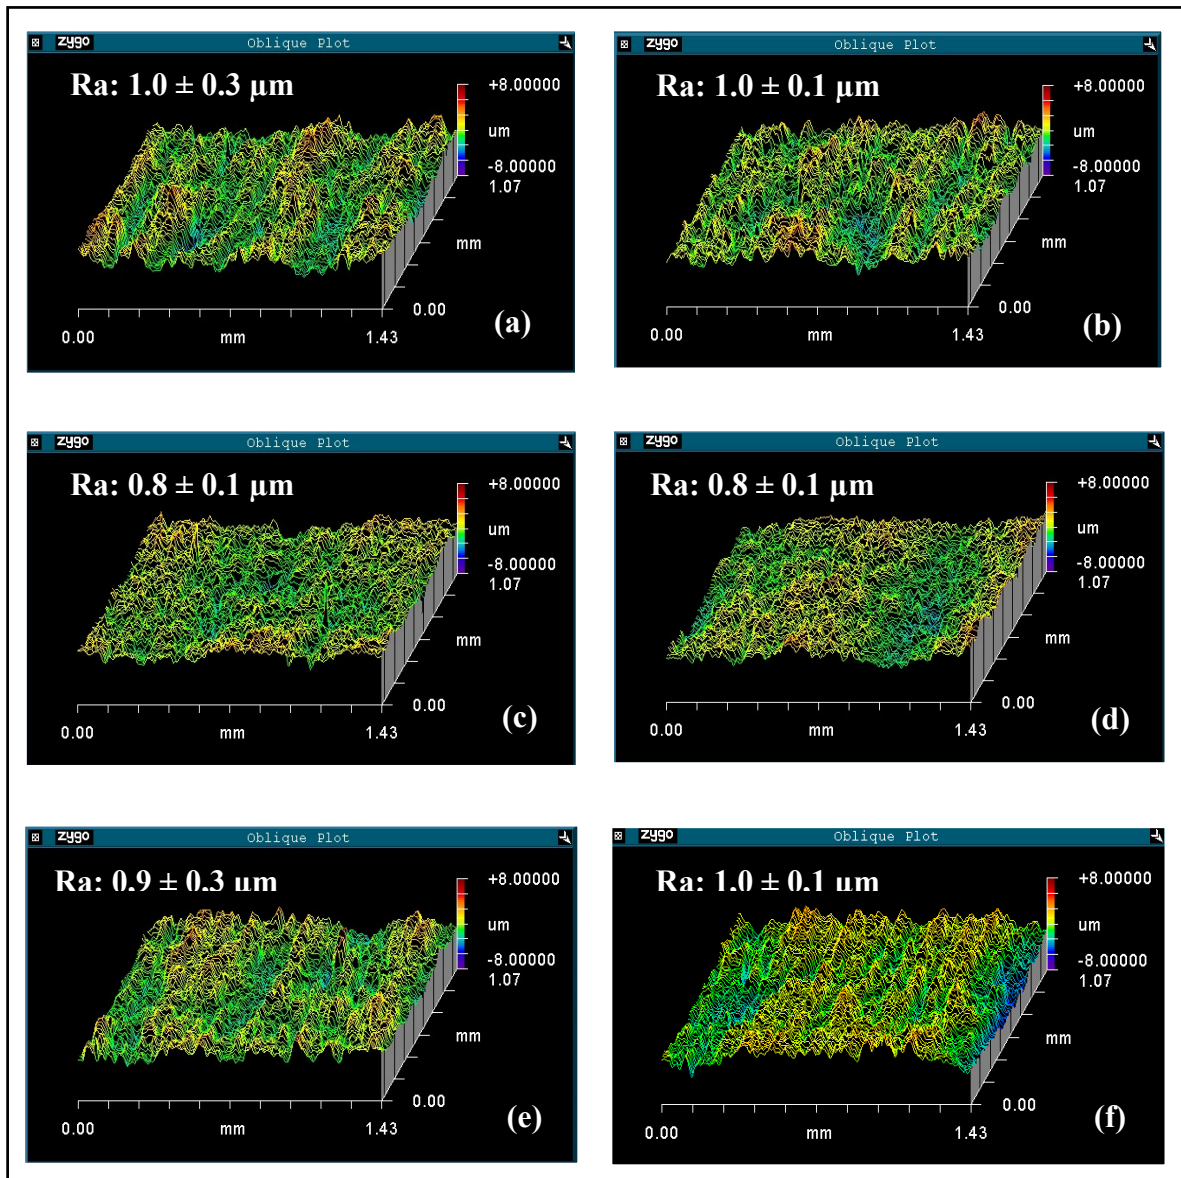 zygo Oblique Plot
Ra: 1.0 ± 0.3 µm
+8.00000
um
-8.00000
1.07
mm
0.00
0.00 mm 1.43
(a)
zygo Oblique Plot
Ra: 1.0 ± 0.1 µm
+8.00000
um
-8.00000
1.07
mm
0.00
0.00 mm 1.43
(b)
zygo Oblique Plot
Ra: 0.8 ± 0.1 µm
+8.00000
um
-8.00000
1.07
mm
0.00
0.00 mm 1.43
(c)
zygo Oblique Plot
Ra: 0.8 ± 0.1 µm
+8.00000
um
-8.00000
1.07
mm
0.00
0.00 mm 1.43
(d)
zygo Oblique Plot
Ra: 0.9 ± 0.3 µm
+8.00000
um
-8.00000
1.07
mm
0.00
0.00 mm 1.43
(e)
zygo Oblique Plot
Ra: 1.0 ± 0.1 µm
+8.00000
um
-8.00000
1.07
mm
0.00
0.00 mm 1.43
(f)